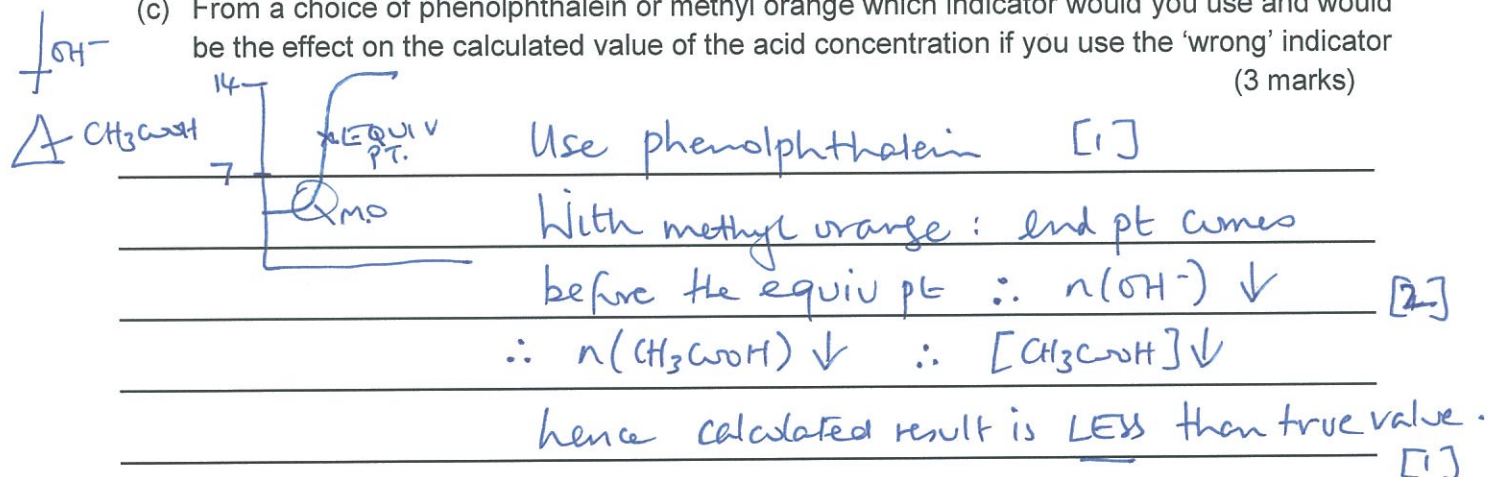 (c) From a choice of phenolphthalein or methyl orange which indicator would you use and would
be the effect on the calculated value of the acid concentration if you use the 'wrong' indicator
(3 marks)
OH⁻
CH₃COOH
14
7
EQUIV
PT.
M.O
Use phenolphthalein [1]
With methyl orange : end pt comes
before the equiv pt ∴ n(OH⁻) ↓ [2]
∴ n(CH₃COOH) ↓ ∴ [CH₃COOH] ↓
hence calculated result is LESS than true value.
[1]